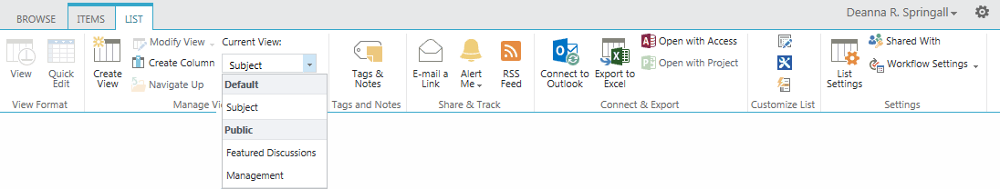 BROWSE ITEMS LIST Deanna R. Springall
View
Quick Edit
View Format
Create View
Modify View
Create Column
Navigate Up
Current View:
Subject
Default
Subject
Public
Featured Discussions
Management
Manage Vi
Tags & Notes
Tags and Notes
E-mail a Link
Alert Me
RSS Feed
Share & Track
Connect to Outlook
Export to Excel
Open with Access
Open with Project
Connect & Export
Customize List
List Settings
Shared With
Workflow Settings
Settings